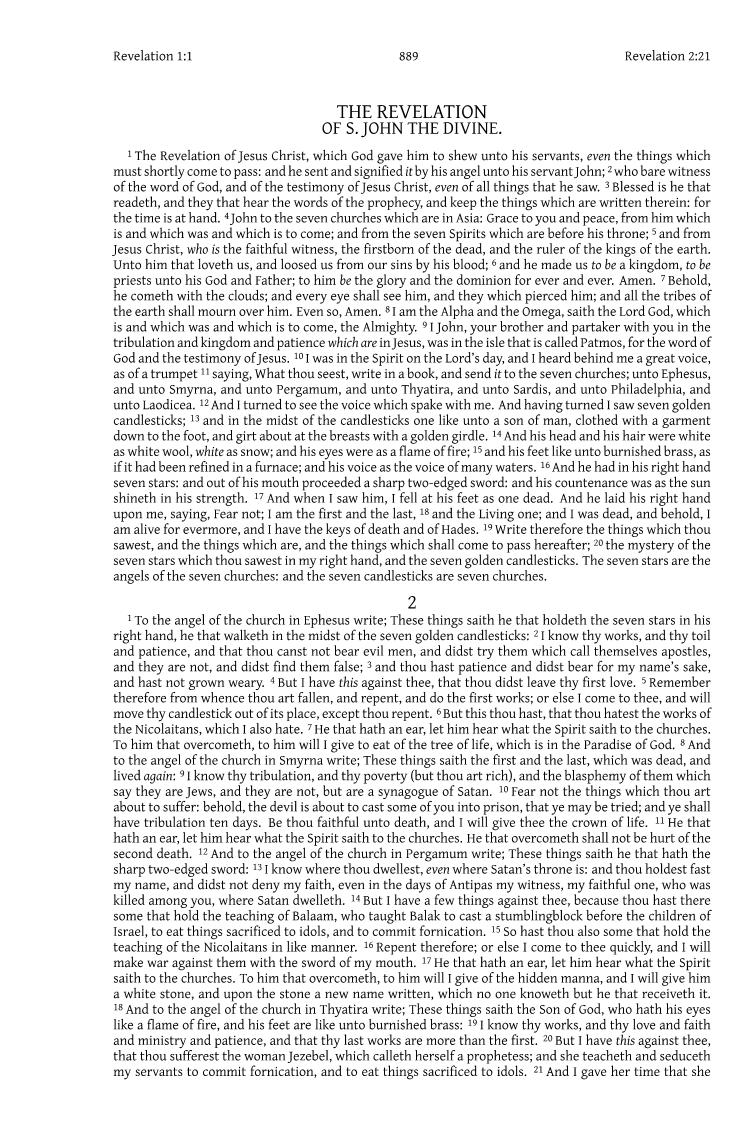 Revelation 1:1 889 Revelation 2:21
THE REVELATION
OF S. JOHN THE DIVINE.
1 The Revelation of Jesus Christ, which God gave him to shew unto his servants, even the things which
must shortly come to pass: and he sent and signified it by his angel unto his servant John; 2 who bare witness
of the word of God, and of the testimony of Jesus Christ, even of all things that he saw. 3 Blessed is he that
readeth, and they that hear the words of the prophecy, and keep the things which are written therein: for
the time is at hand. 4 John to the seven churches which are in Asia: Grace to you and peace, from him which
is and which was and which is to come; and from the seven Spirits which are before his throne; 5 and from
Jesus Christ, who is the faithful witness, the firstborn of the dead, and the ruler of the kings of the earth.
Unto him that loveth us, and loosed us from our sins by his blood; 6 and he made us to be a kingdom, to be
priests unto his God and Father; to him be the glory and the dominion for ever and ever. Amen. 7 Behold,
he cometh with the clouds; and every eye shall see him, and they which pierced him; and all the tribes of
the earth shall mourn over him. Even so, Amen. 8 I am the Alpha and the Omega, saith the Lord God, which
is and which was and which is to come, the Almighty. 9 I John, your brother and partaker with you in the
tribulation and kingdom and patience which are in Jesus, was in the isle that is called Patmos, for the word of
God and the testimony of Jesus. 10 I was in the Spirit on the Lord's day, and I heard behind me a great voice,
as of a trumpet 11 saying, What thou seest, write in a book, and send it to the seven churches; unto Ephesus,
and unto Smyrna, and unto Pergamum, and unto Thyatira, and unto Sardis, and unto Philadelphia, and
unto Laodicea. 12 And I turned to see the voice which spake with me. And having turned I saw seven golden
candlesticks; 13 and in the midst of the candlesticks one like unto a son of man, clothed with a garment
down to the foot, and girt about at the breasts with a golden girdle. 14 And his head and his hair were white
as white wool, white as snow; and his eyes were as a flame of fire; 15 and his feet like unto burnished brass, as
if it had been refined in a furnace; and his voice as the voice of many waters. 16 And he had in his right hand
seven stars: and out of his mouth proceeded a sharp two-edged sword: and his countenance was as the sun
shineth in his strength. 17 And when I saw him, I fell at his feet as one dead. And he laid his right hand
upon me, saying, Fear not; I am the first and the last, 18 and the Living one; and I was dead, and behold, I
am alive for evermore, and I have the keys of death and of Hades. 19 Write therefore the things which thou
sawest, and the things which are, and the things which shall come to pass hereafter; 20 the mystery of the
seven stars which thou sawest in my right hand, and the seven golden candlesticks. The seven stars are the
angels of the seven churches: and the seven candlesticks are seven churches.
2
1 To the angel of the church in Ephesus write; These things saith he that holdeth the seven stars in his
right hand, he that walketh in the midst of the seven golden candlesticks: 2 I know thy works, and thy toil
and patience, and that thou canst not bear evil men, and didst try them which call themselves apostles,
and they are not, and didst find them false; 3 and thou hast patience and didst bear for my name's sake,
and hast not grown weary. 4 But I have this against thee, that thou didst leave thy first love. 5 Remember
therefore from whence thou art fallen, and repent, and do the first works; or else I come to thee, and will
move thy candlestick out of its place, except thou repent. 6 But this thou hast, that thou hatest the works of
the Nicolaitans, which I also hate. 7 He that hath an ear, let him hear what the Spirit saith to the churches.
To him that overcometh, to him will I give to eat of the tree of life, which is in the Paradise of God. 8 And
to the angel of the church in Smyrna write; These things saith the first and the last, which was dead, and
lived again: 9 I know thy tribulation, and thy poverty (but thou art rich), and the blasphemy of them which
say they are Jews, and they are not, but are a synagogue of Satan. 10 Fear not the things which thou art
about to suffer: behold, the devil is about to cast some of you into prison, that ye may be tried; and ye shall
have tribulation ten days. Be thou faithful unto death, and I will give thee the crown of life. 11 He that
hath an ear, let him hear what the Spirit saith to the churches. He that overcometh shall not be hurt of the
second death. 12 And to the angel of the church in Pergamum write; These things saith he that hath the
sharp two-edged sword: 13 I know where thou dwellest, even where Satan's throne is: and thou holdest fast
my name, and didst not deny my faith, even in the days of Antipas my witness, my faithful one, who was
killed among you, where Satan dwelleth. 14 But I have a few things against thee, because thou hast there
some that hold the teaching of Balaam, who taught Balak to cast a stumblingblock before the children of
Israel, to eat things sacrificed to idols, and to commit fornication. 15 So hast thou also some that hold the
teaching of the Nicolaitans in like manner. 16 Repent therefore; or else I come to thee quickly, and I will
make war against them with the sword of my mouth. 17 He that hath an ear, let him hear what the Spirit
saith to the churches. To him that overcometh, to him will I give of the hidden manna, and I will give him
a white stone, and upon the stone a new name written, which no one knoweth but he that receiveth it.
18 And to the angel of the church in Thyatira write; These things saith the Son of God, who hath his eyes
like a flame of fire, and his feet are like unto burnished brass: 19 I know thy works, and thy love and faith
and ministry and patience, and that thy last works are more than the first. 20 But I have this against thee,
that thou sufferest the woman Jezebel, which calleth herself a prophetess; and she teacheth and seduceth
my servants to commit fornication, and to eat things sacrificed to idols. 21 And I gave her time that she